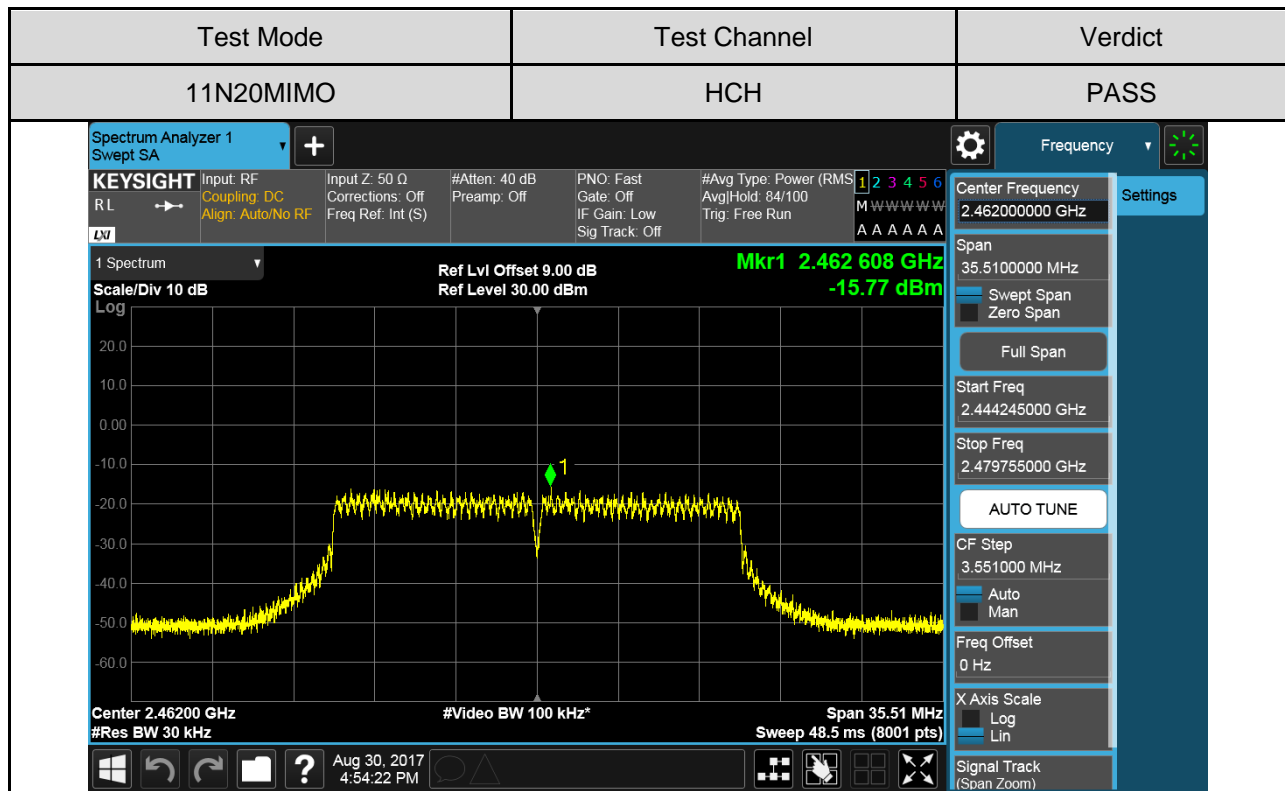 Test Mode Test Channel Verdict
11N20MIMO HCH PASS
Spectrum Analyzer 1
Swept SA
+
Frequency
KEYSIGHT
R L
LXI
Input: RF
Coupling: DC
Align: Auto/No RF
Input Z: 50 Ω
Corrections: Off
Freq Ref: Int (S)
#Atten: 40 dB
Preamp: Off
PNO: Fast
Gate: Off
IF Gain: Low
Sig Track: Off
#Avg Type: Power (RMS
Avg|Hold: 84/100
Trig: Free Run
1 2 3 4 5 6
M W W W W W
A A A A A A
1 Spectrum
Scale/Div 10 dB
Log
Ref Lvl Offset 9.00 dB
Ref Level 30.00 dBm
Mkr1 2.462 608 GHz
-15.77 dBm
20.0
10.0
0.00
-10.0
1
-20.0
-30.0
-40.0
-50.0
-60.0
Center 2.46200 GHz
#Res BW 30 kHz
#Video BW 100 kHz*
Span 35.51 MHz
Sweep 48.5 ms (8001 pts)
?
Aug 30, 2017
4:54:22 PM
Center Frequency
2.462000000 GHz
Settings
Span
35.5100000 MHz
Swept Span
Zero Span
Full Span
Start Freq
2.444245000 GHz
Stop Freq
2.479755000 GHz
AUTO TUNE
CF Step
3.551000 MHz
Auto
Man
Freq Offset
0 Hz
X Axis Scale
Log
Lin
Signal Track
(Span Zoom)